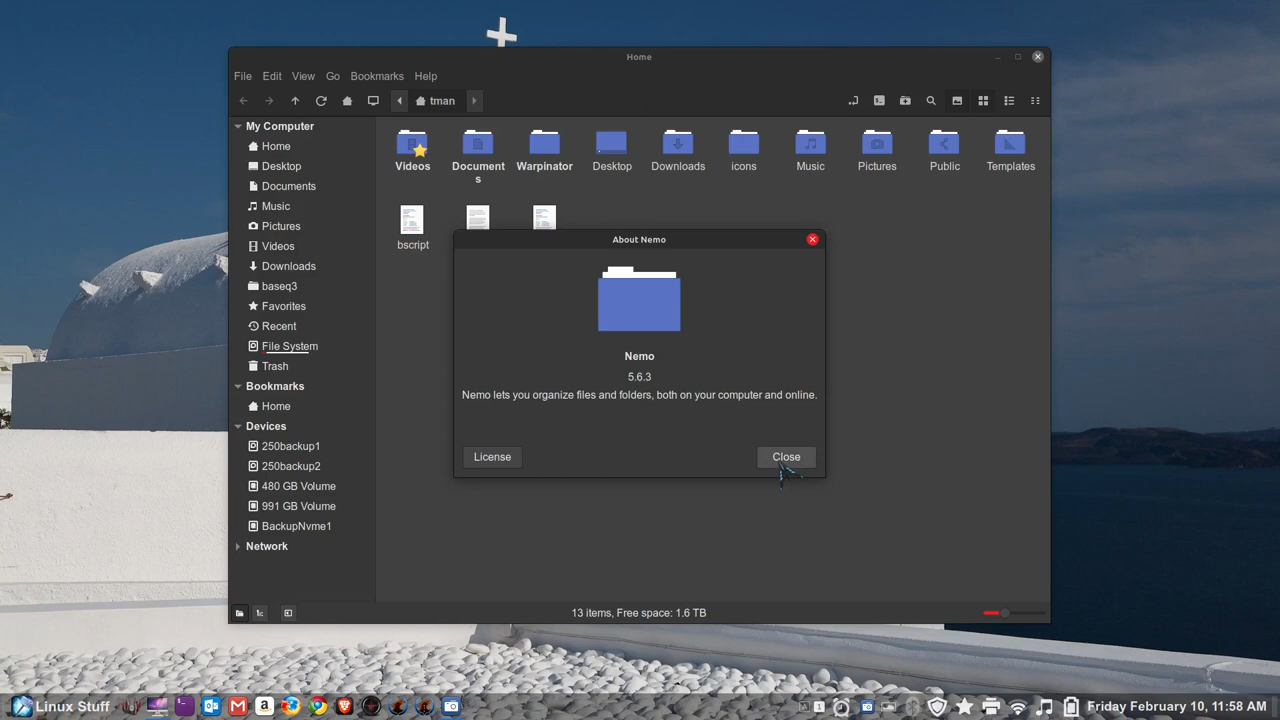 Home
File Edit View Go Bookmarks Help
tman
My Computer
Home
Desktop
Documents
Music
Pictures
Videos
Downloads
baseq3
Favorites
Recent
File System
Trash
Bookmarks
Home
Devices
250backup1
250backup2
480 GB Volume
991 GB Volume
BackupNvme1
Network
Videos
Document
s
Warpinator
Desktop
Downloads
icons
Music
Pictures
Public
Templates
bscript
About Nemo
Nemo
5.6.3
Nemo lets you organize files and folders, both on your computer and online.
License
Close
13 items, Free space: 1.6 TB
Linux Stuff
1
Friday February 10, 11:58 AM